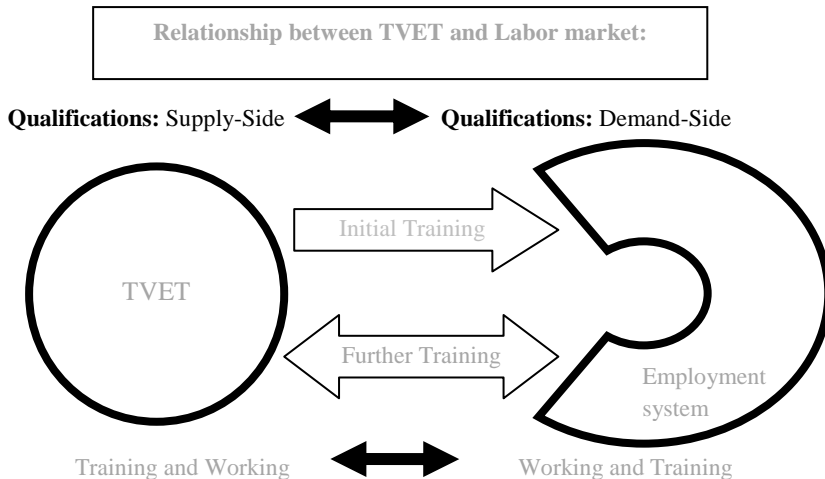 Relationship between TVET and Labor market:
Qualifications: Supply-Side
Qualifications: Demand-Side
Initial Training
TVET
Further Training
Employment
system
Training and Working
Working and Training